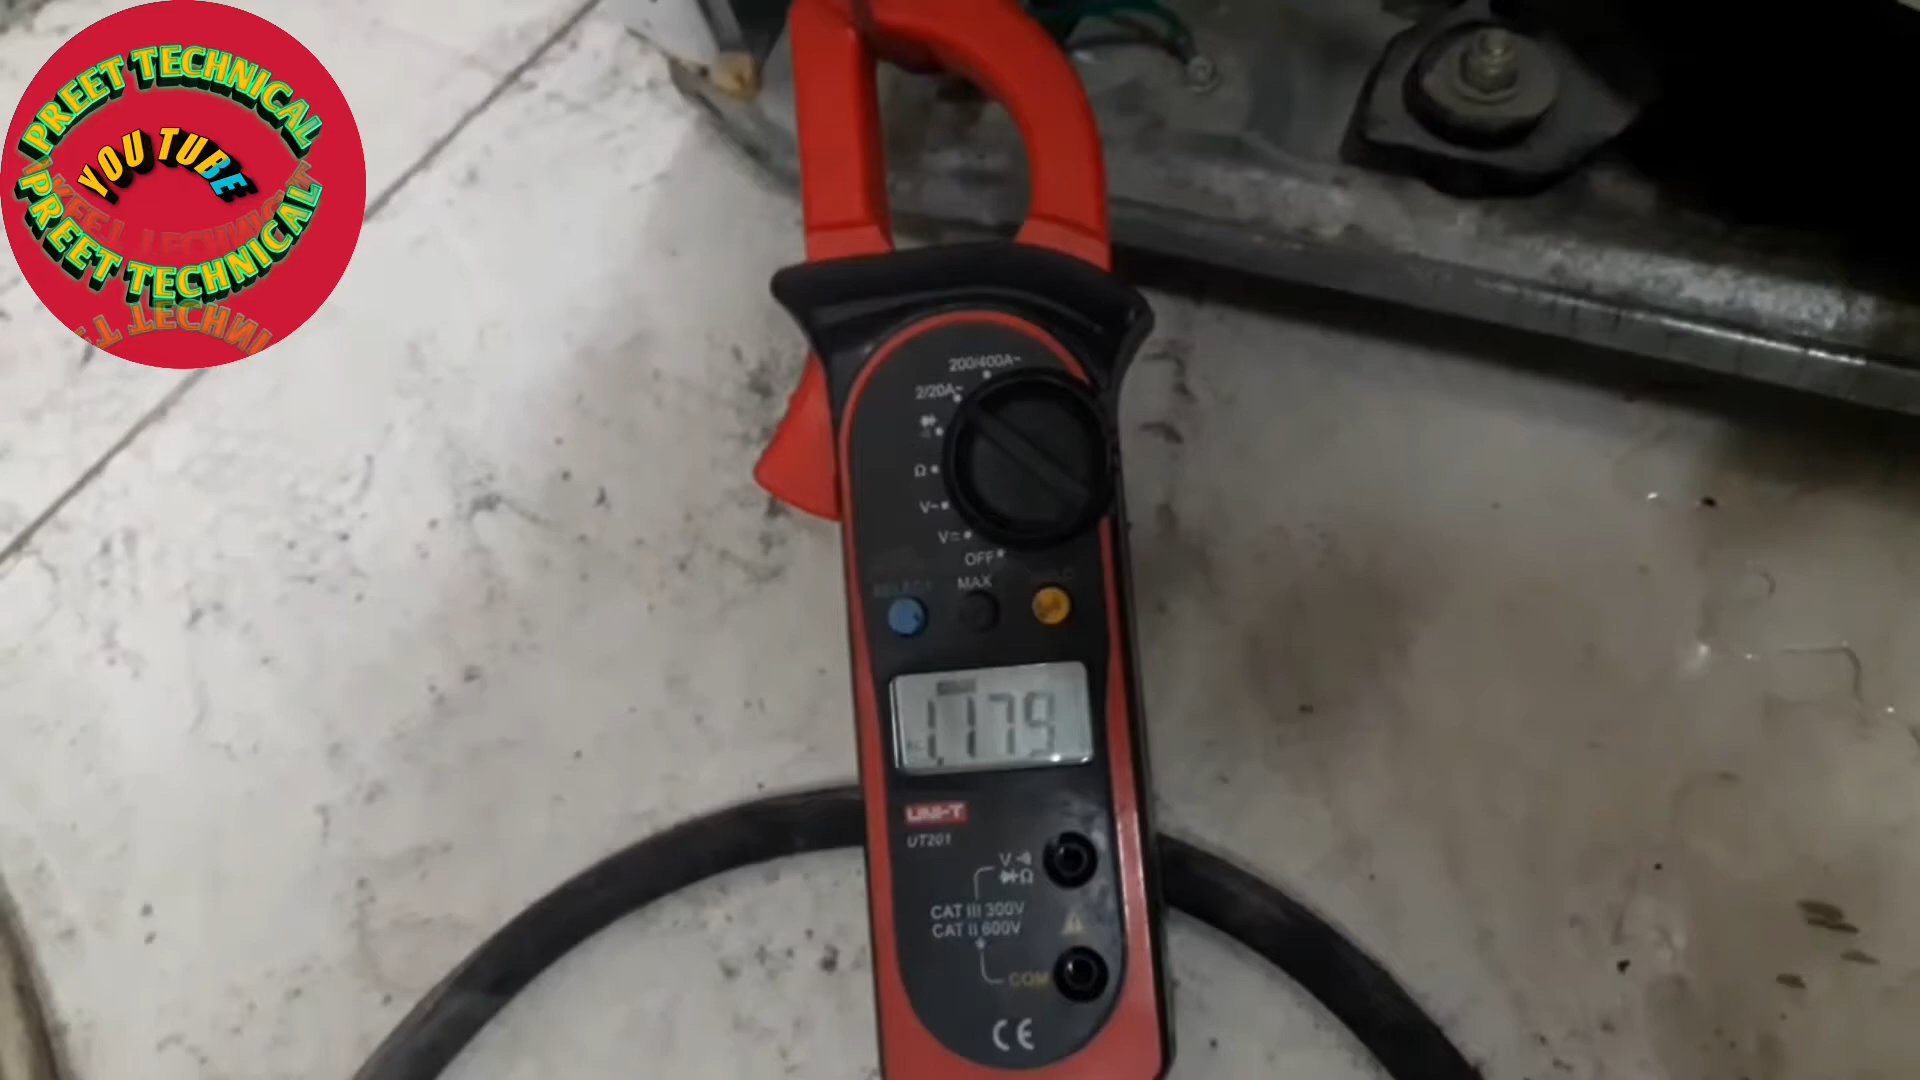 PREET TECHNICAL
YOU TUBE
PREET TECHNICAL
200/400A~
2/20A~
Ω
V~
V⎓
OFF
SELECT
MAX
1.179
UNI-T
UT201
V
Ω
CAT III 300V
CAT II 600V
COM
CE